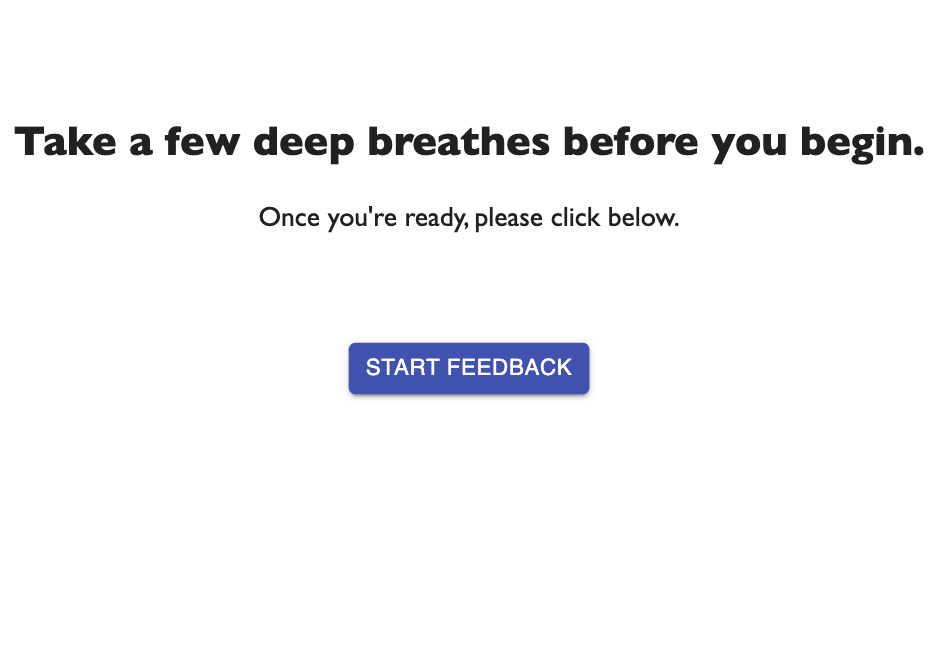 Take a few deep breathes before you begin.
Once you're ready, please click below.
START FEEDBACK